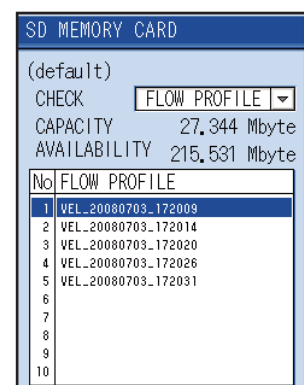 SD MEMORY CARD
(default)
CHECK FLOW PROFILE
CAPACITY 27.344 Mbyte
AVAILABILITY 215.531 Mbyte
No FLOW PROFILE
1 VEL_20080703_172009
2 VEL_20080703_172014
3 VEL_20080703_172020
4 VEL_20080703_172026
5 VEL_20080703_172031
6
7
8
9
10